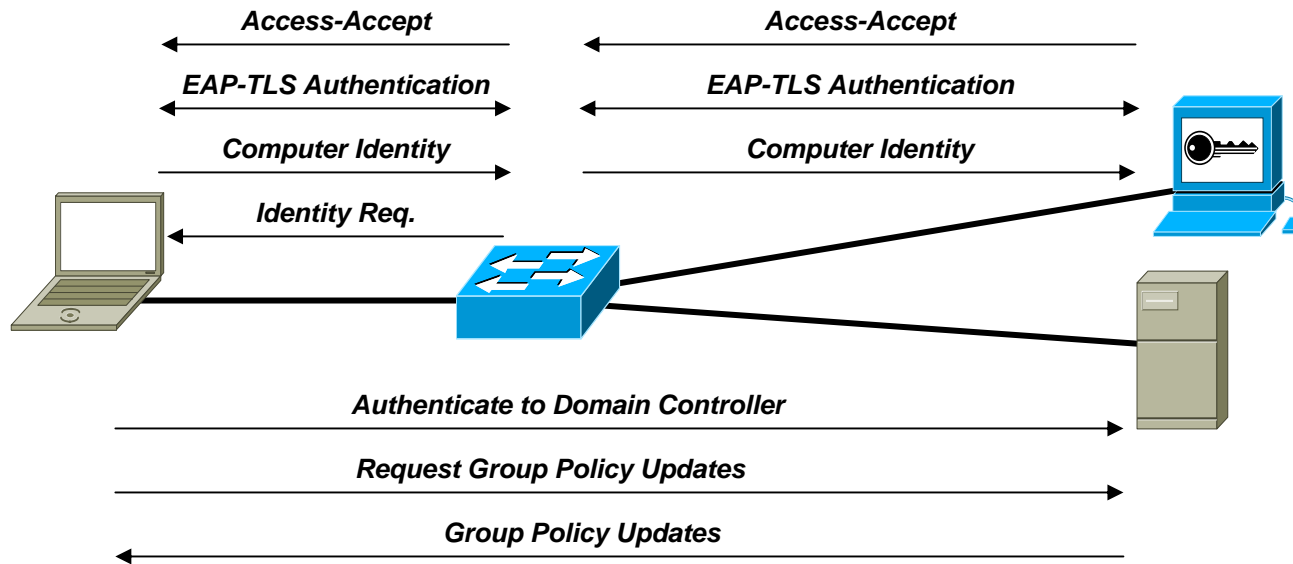 Access-Accept
Access-Accept
EAP-TLS Authentication
EAP-TLS Authentication
Computer Identity
Computer Identity
Identity Req.
Authenticate to Domain Controller
Request Group Policy Updates
Group Policy Updates